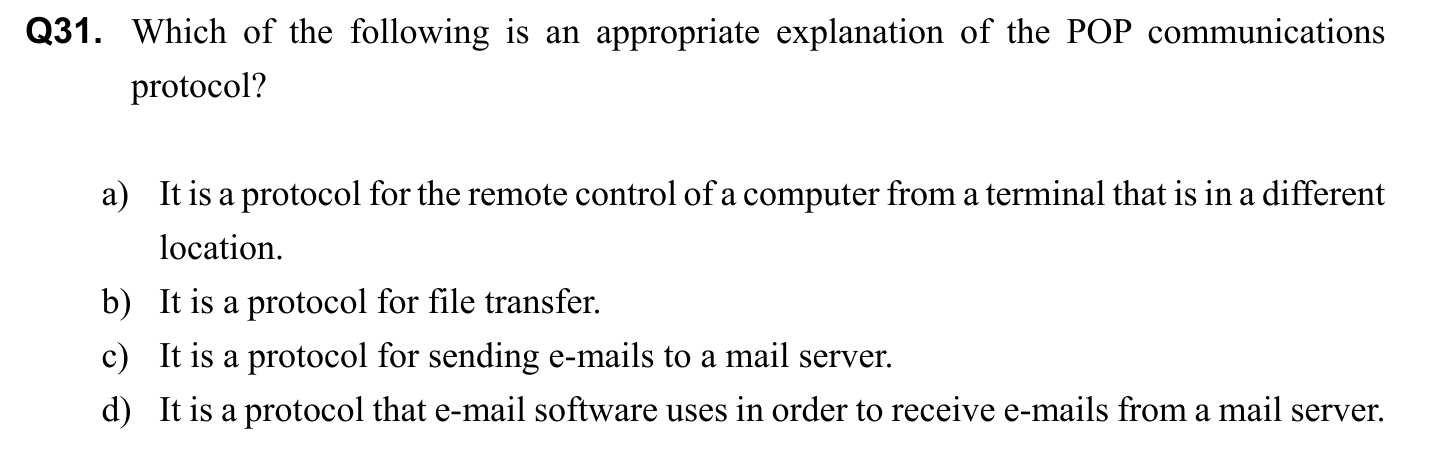 Q31. Which of the following is an appropriate explanation of the POP communications
protocol?
a) It is a protocol for the remote control of a computer from a terminal that is in a different
location.
b) It is a protocol for file transfer.
c) It is a protocol for sending e-mails to a mail server.
d) It is a protocol that e-mail software uses in order to receive e-mails from a mail server.